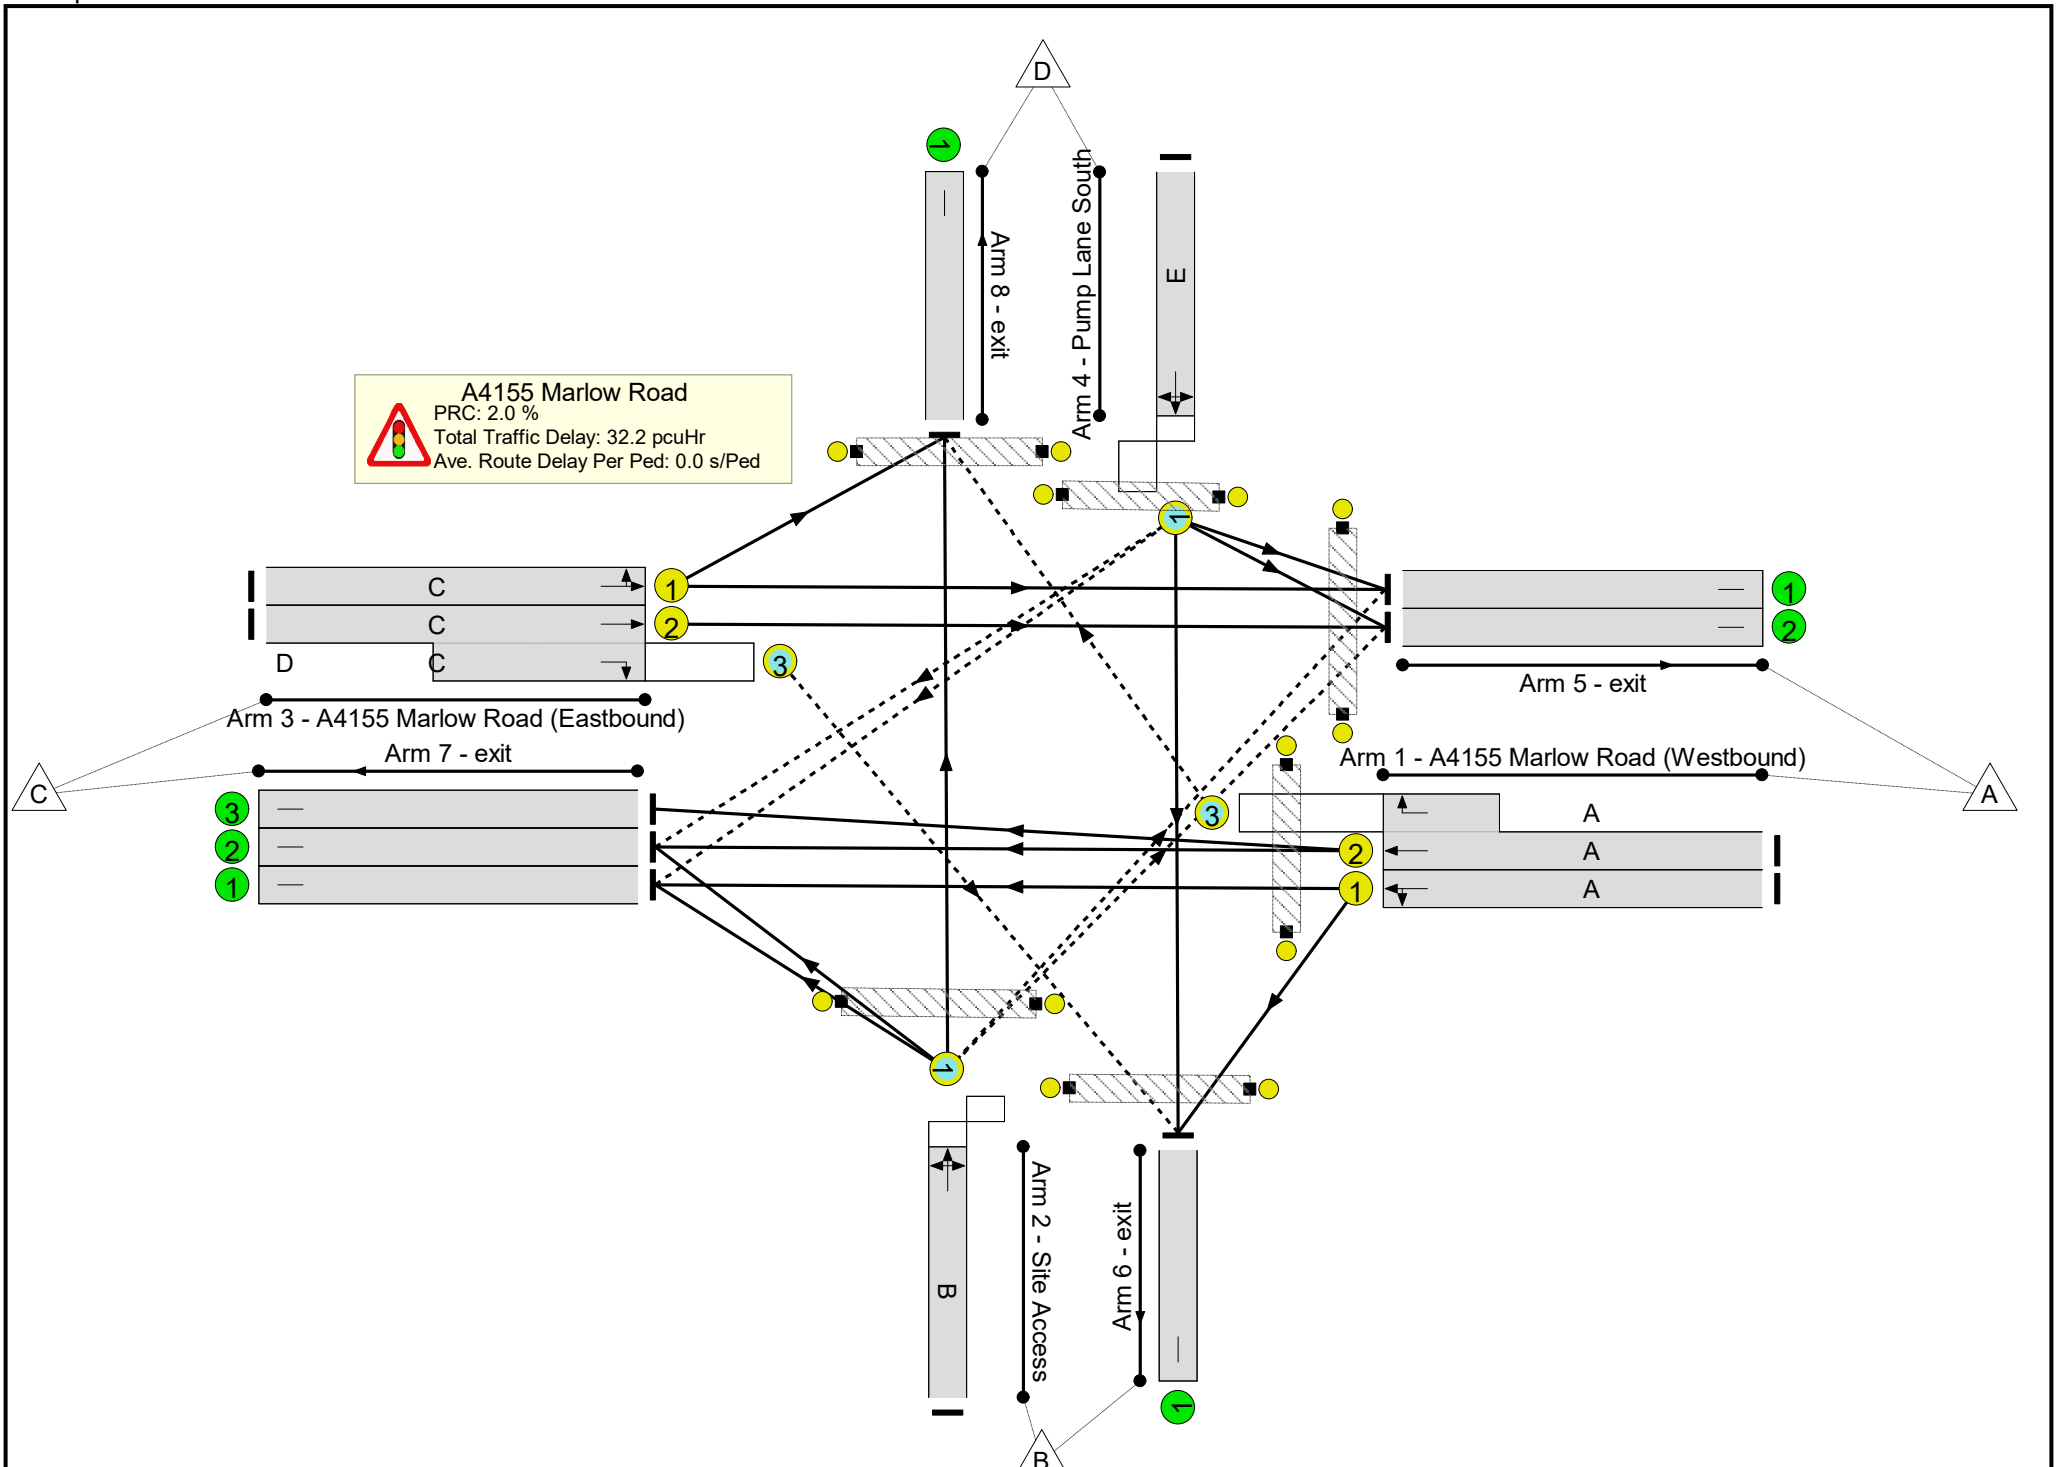 D
1
Arm 8 - exit
Arm 4 - Pump Lane South
E
A4155 Marlow Road
PRC: 2.0 %
Total Traffic Delay: 32.2 pcuHr
Ave. Route Delay Per Ped: 0.0 s/Ped
1
C
1
1
C
2
2
D
C
3
Arm 5 - exit
Arm 3 - A4155 Marlow Road (Eastbound)
Arm 7 - exit
Arm 1 - A4155 Marlow Road (Westbound)
C
A
3
3
A
2
2
A
1
1
A
1
Arm 2 - Site Access
Arm 6 - exit
B
1
B